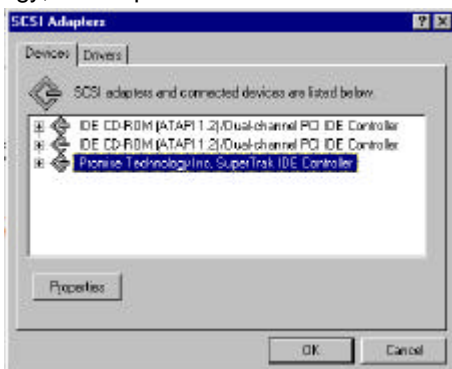 SCSI Adapters
Devices Drivers
SCSI adapters and connected devices are listed below.
IDE CD-ROM (ATAPI 1.2)/Dual-channel PCI IDE Controller
IDE CD-ROM (ATAPI 1.2)/Dual-channel PCI IDE Controller
Promise Technology Inc. SuperTrak IDE Controller
Properties
OK Cancel